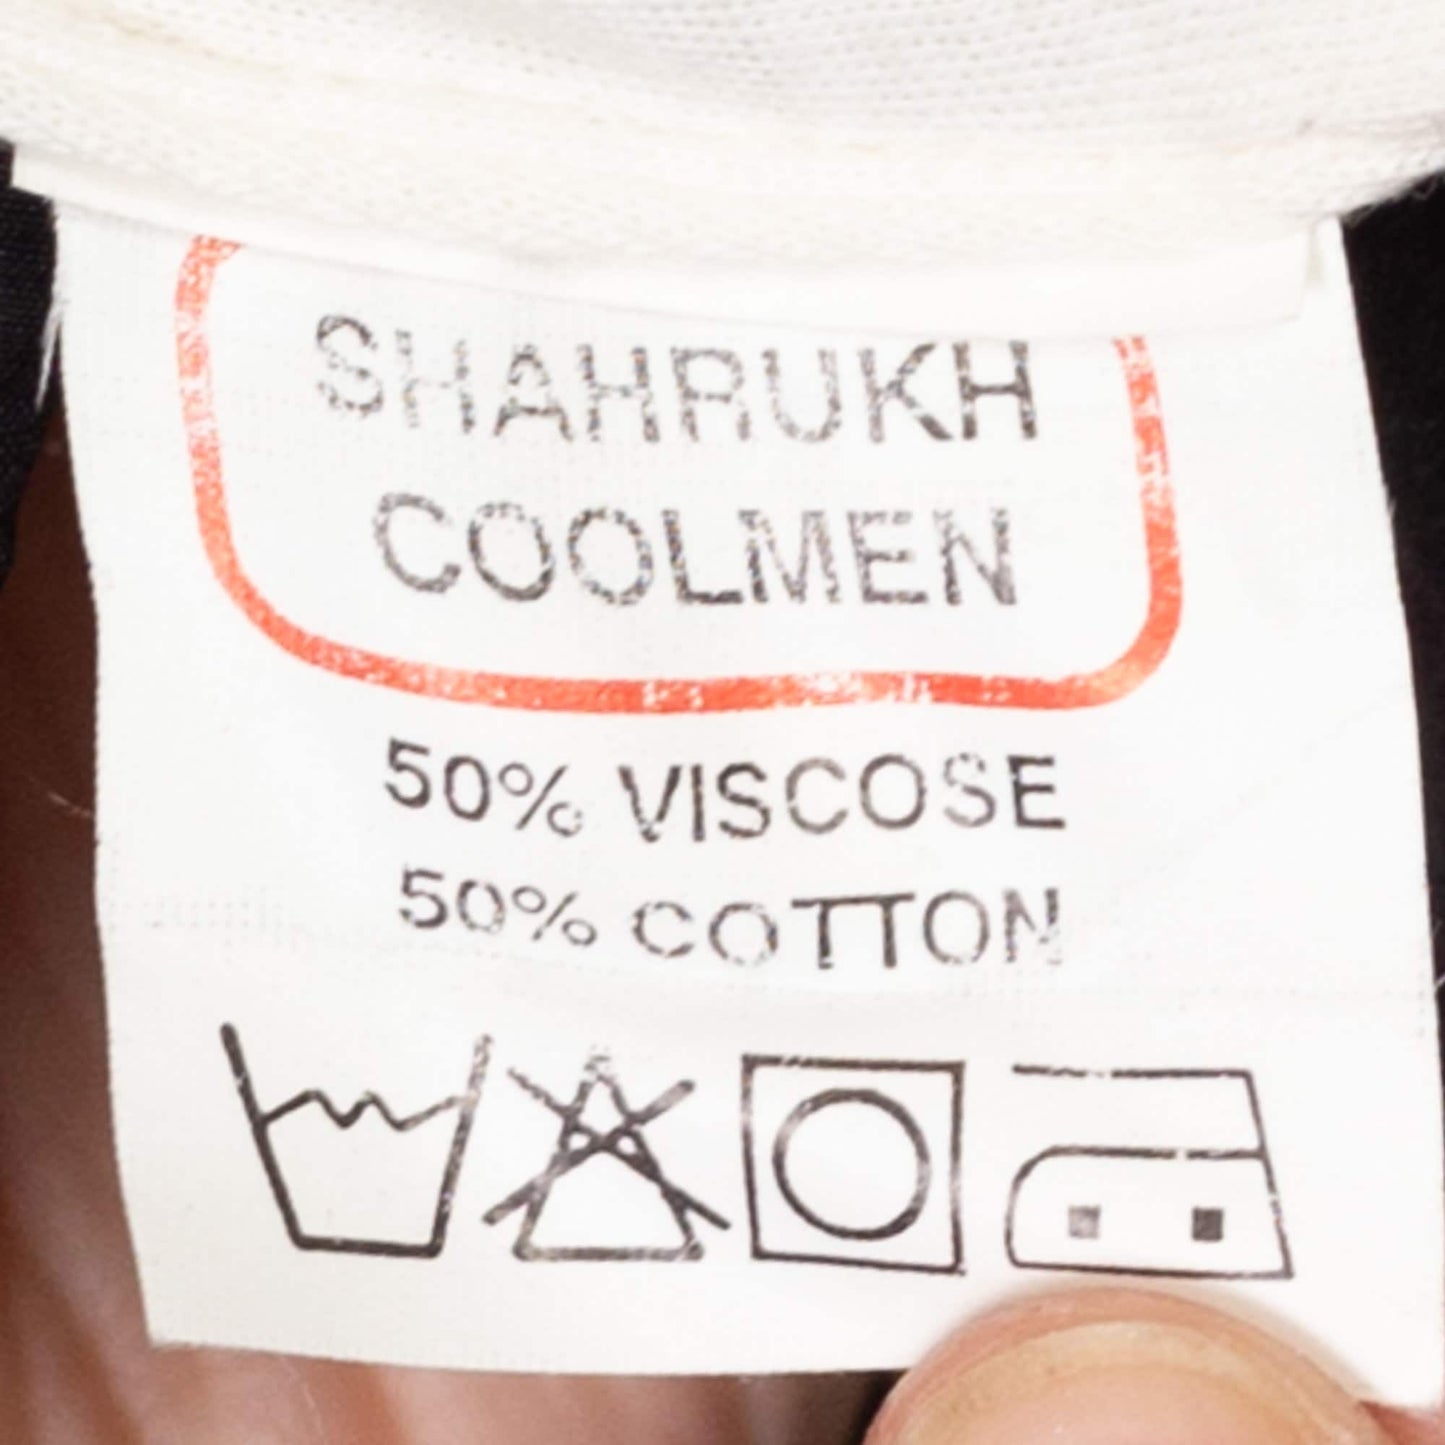 SHAHRUKH
COOLMEN
50% VISCOSE
50% COTTON